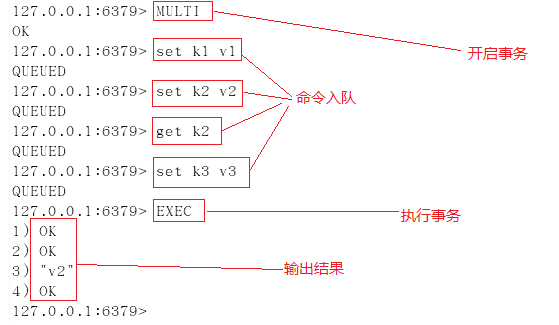 127.0.0.1:6379> MULTI
OK
开启事务
127.0.0.1:6379> set k1 v1
QUEUED
127.0.0.1:6379> set k2 v2
命令入队
QUEUED
127.0.0.1:6379> get k2
QUEUED
127.0.0.1:6379> set k3 v3
QUEUED
127.0.0.1:6379> EXEC
执行事务
1) OK
2) OK
3) "v2"
输出结果
4) OK
127.0.0.1:6379>